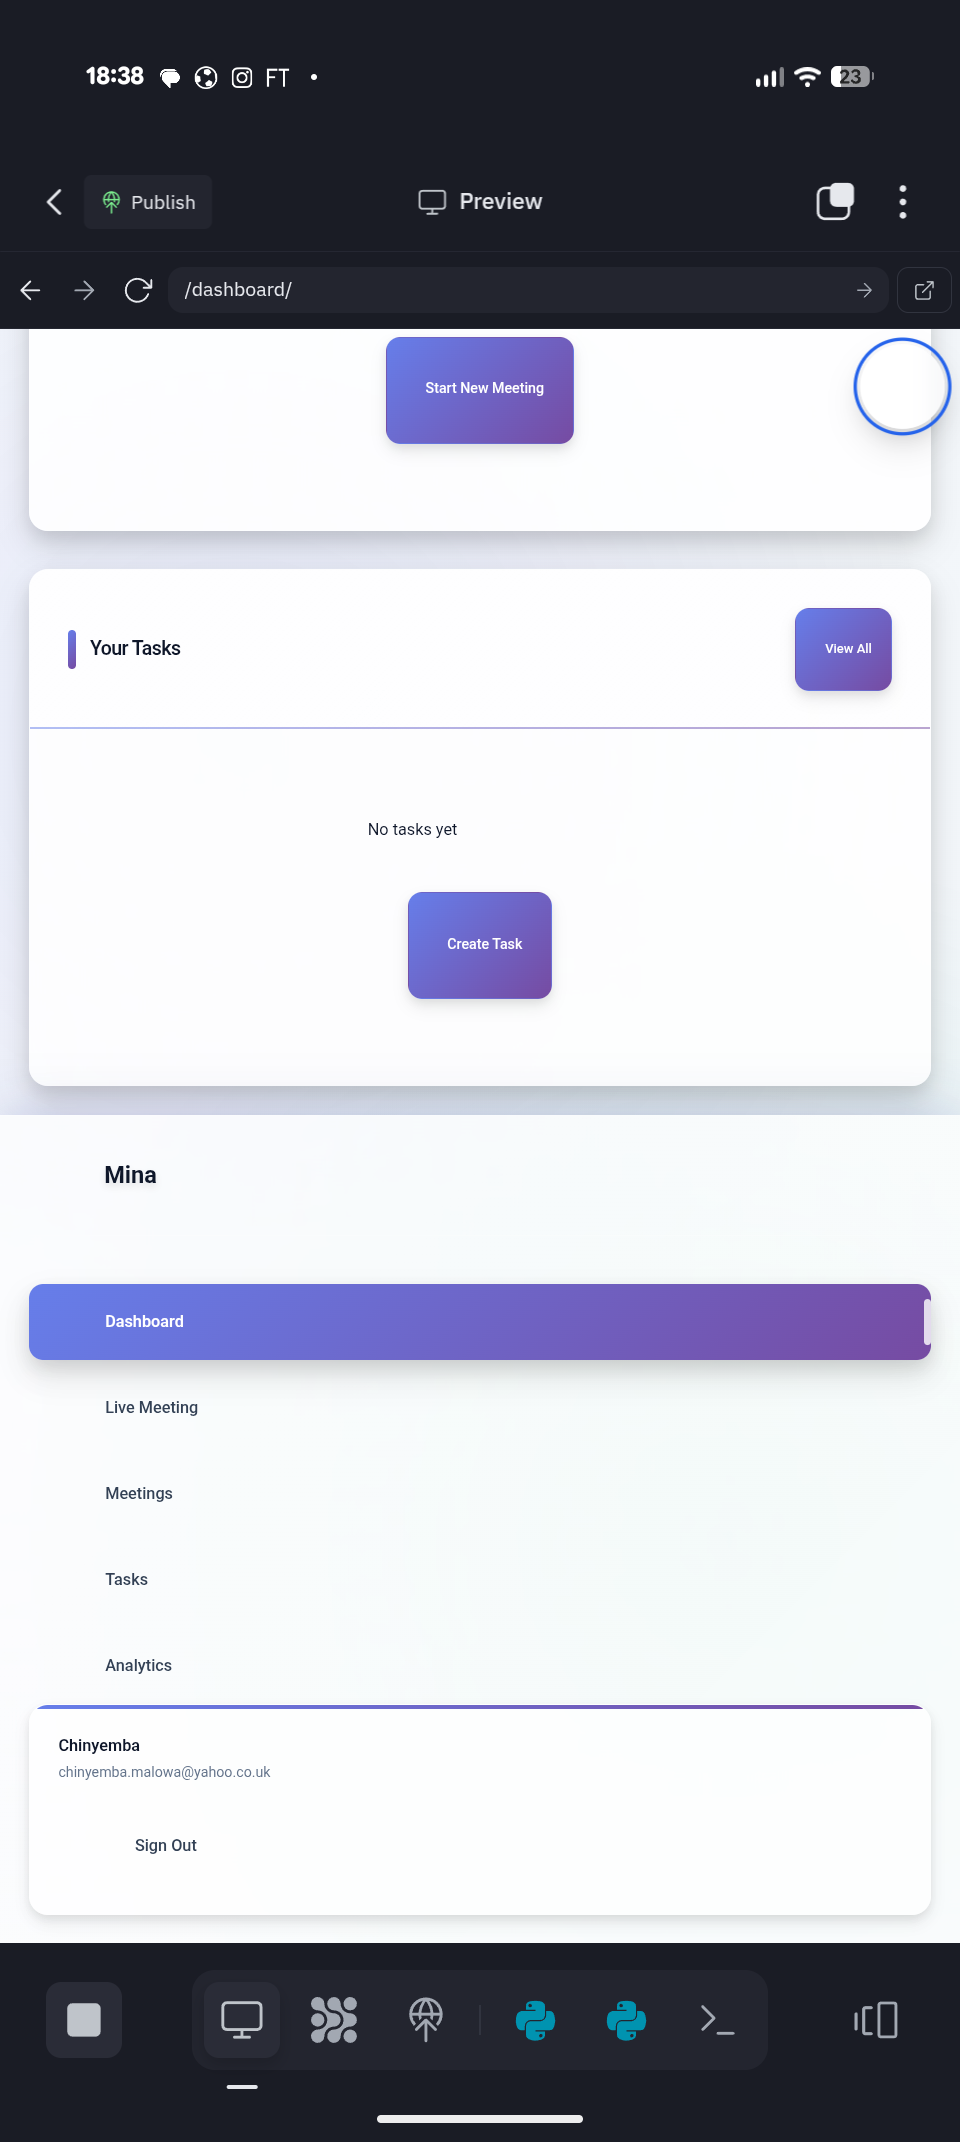 18:38 FT 23
Publish
Preview
/dashboard/
Start New Meeting
Your Tasks
View All
No tasks yet
Create Task
Mina
Dashboard
Live Meeting
Meetings
Tasks
Analytics
Chinyemba
chinyemba.malowa@yahoo.co.uk
Sign Out